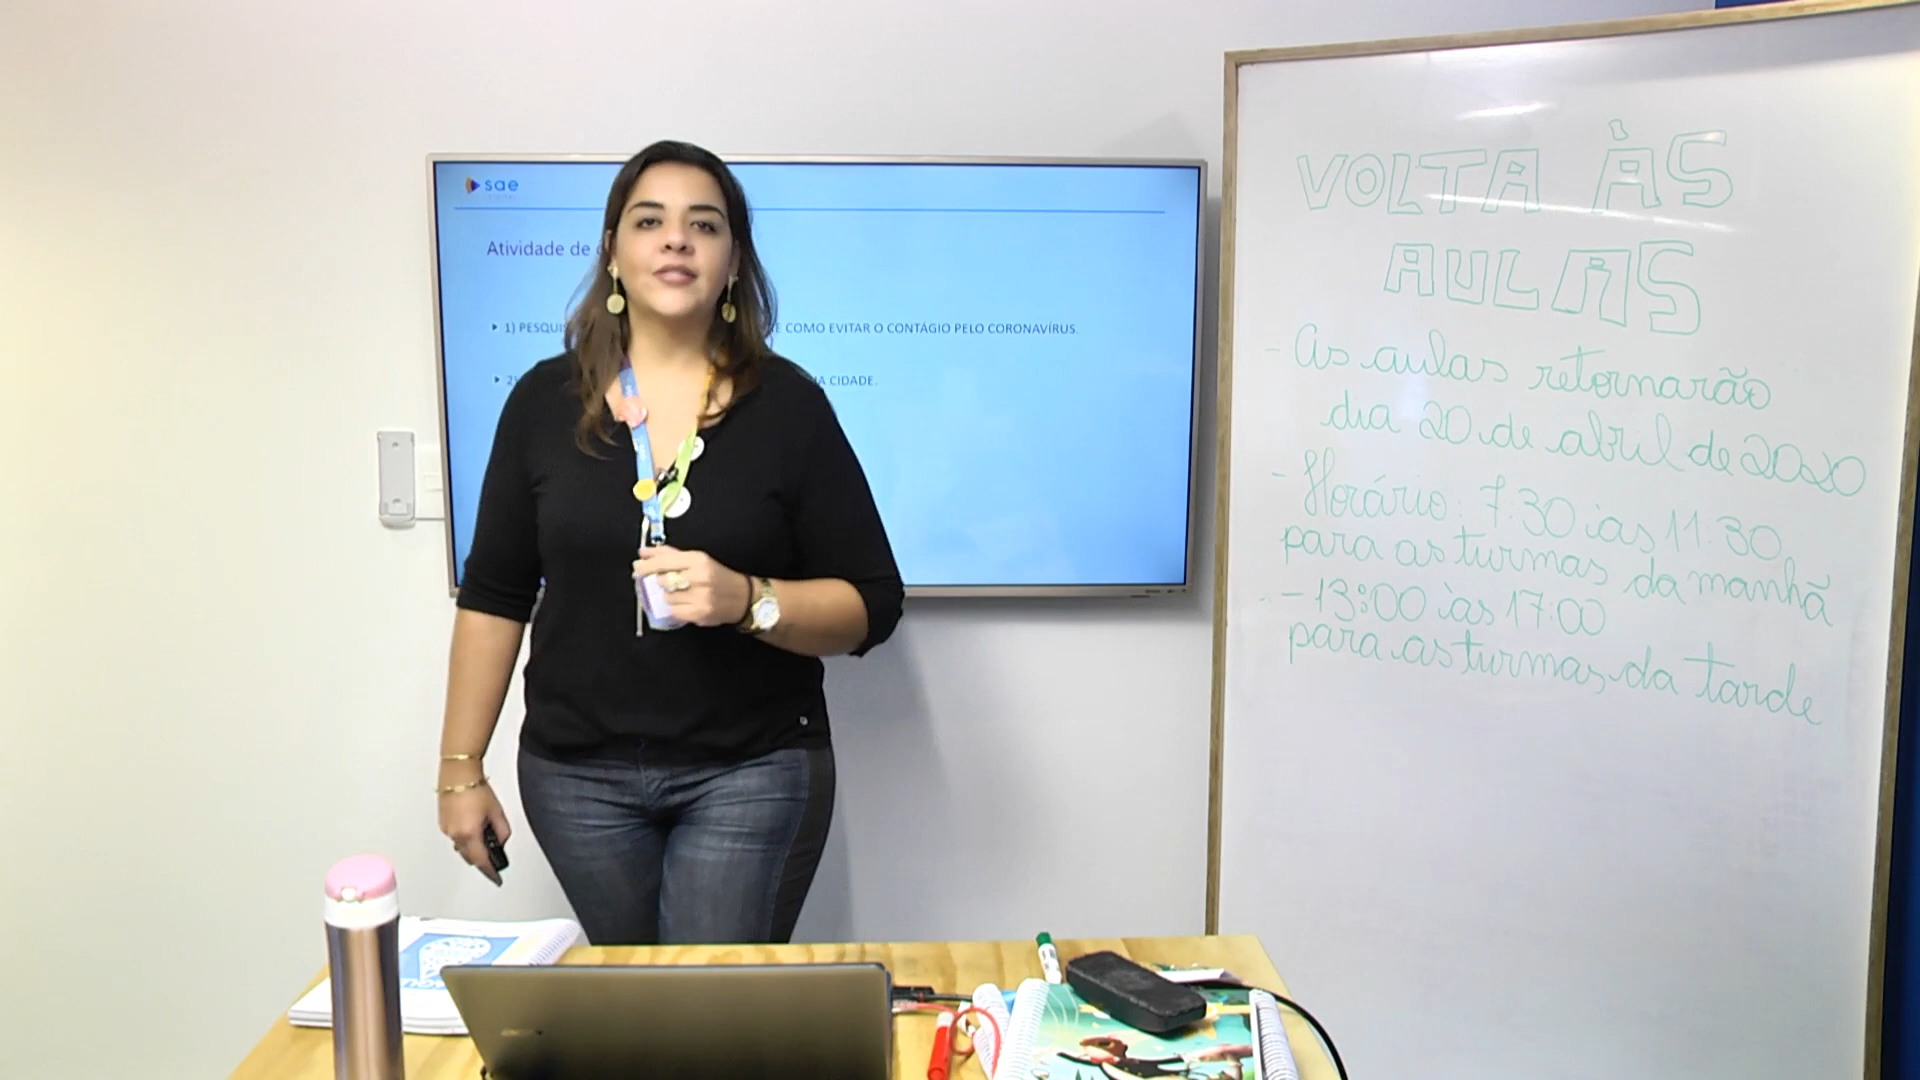 sae
Atividade de
1) PESQUIS E COMO EVITAR O CONTÁGIO PELO CORONAVÍRUS.
2) CIDADE.
VOLTA ÀS
AULAS
- As aulas retornarão
dia 20 de abril de 2020
- Horário: 7:30 às 11:30
para as turmas da manhã
- 13:00 às 17:00
para as turmas da tarde